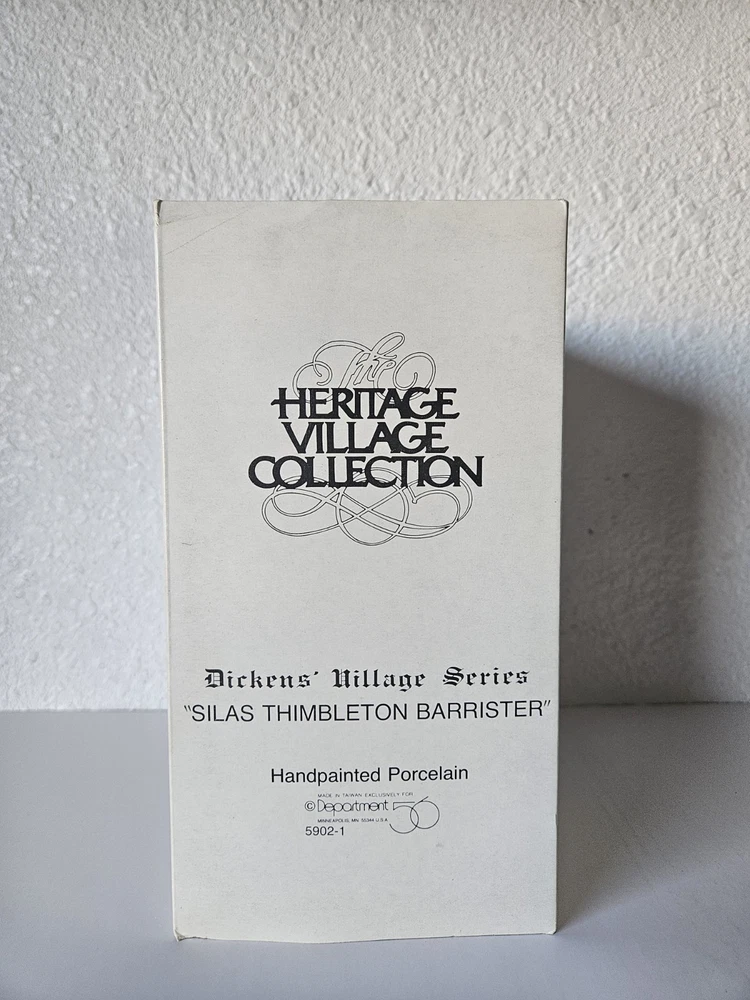 The
HERITAGE
VILLAGE
COLLECTION
Dickens' Village Series
"SILAS THIMBLETON BARRISTER"
Handpainted Porcelain
MADE IN TAIWAN EXCLUSIVELY FOR
© Department 56
MINNEAPOLIS, MN 55344 U.S.A
5902-1